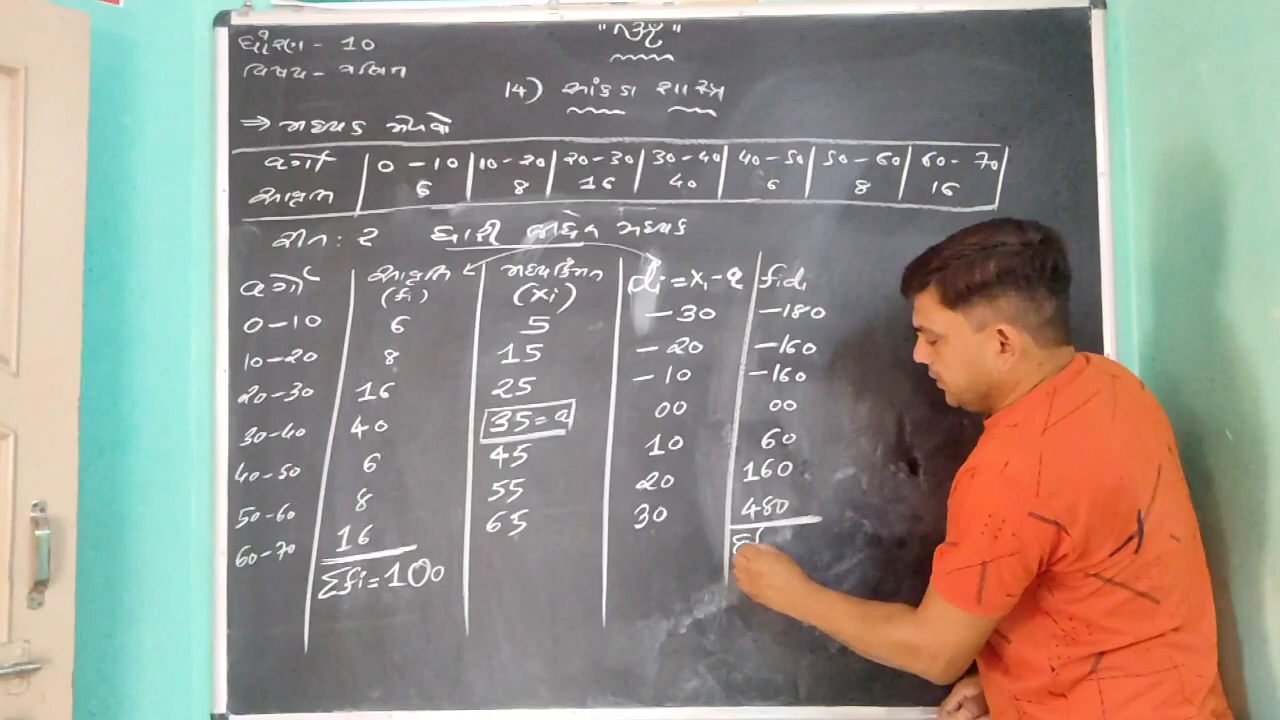 ધોરણ - 10
વિષય - ગણિત
14) આંકડા શાસ્ત્ર
⇒ મધ્યક મેળવો
વર્ગ 0-10 10-20 20-30 30-40 40-50 50-60 60-70
આવૃત્તિ 6 8 16 40 6 8 16
રીત: ૨ ધારી લીધેલ મધ્યક
વર્ગ આવૃત્તિ (fi) મધ્યકિંમત (xi) di=xi-a fidi
0-10 6 5 -30 -180
10-20 8 15 -20 -160
20-30 16 25 -10 -160
30-40 40 35=a 00 00
40-50 6 45 10 60
50-60 8 55 20 160
60-70 16 65 30 480
Σfi=100 Σf